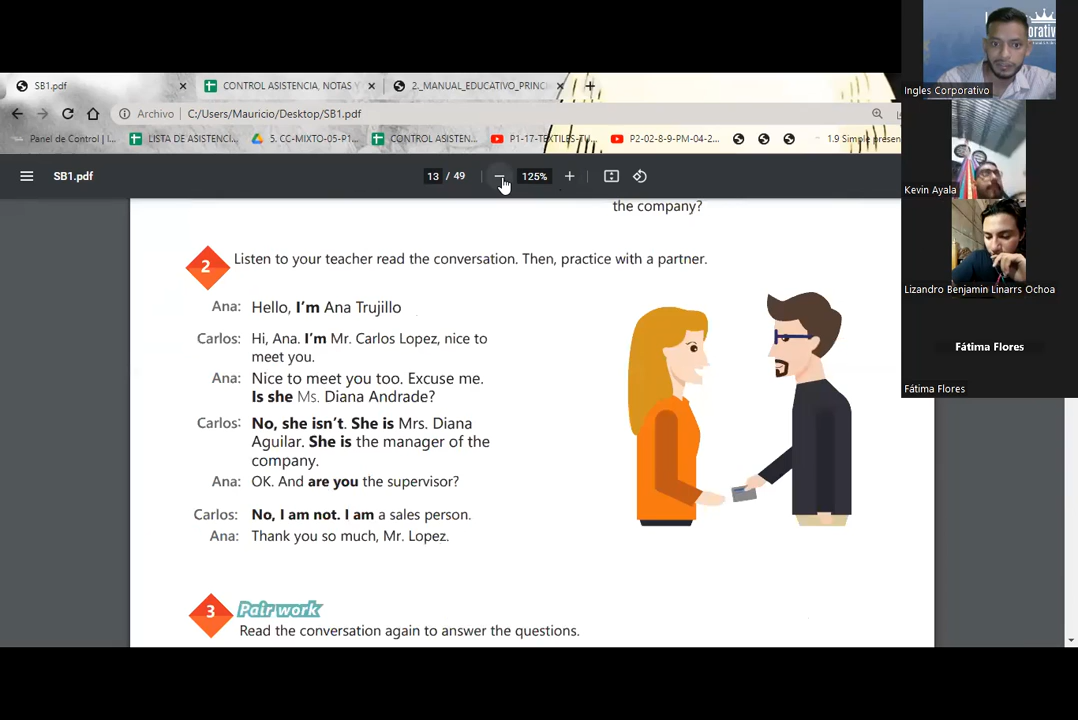 SB1.pdf
CONTROL ASISTENCIA, NOTAS Y
2._MANUAL_EDUCATIVO_PRINCI
Archivo C:/Users/Mauricio/Desktop/SB1.pdf
Panel de Control | I...
LISTA DE ASISTENCI...
5. CC-MIXTO-05-P1...
CONTROL ASISTEN...
P1-17-TEXTILES-TV...
P2-02-8-9-PM-04-2...
1.9 Simple presen
SB1.pdf
13 / 49
125%
the company?
2 Listen to your teacher read the conversation. Then, practice with a partner.
Ana: Hello, I'm Ana Trujillo
Carlos: Hi, Ana. I'm Mr. Carlos Lopez, nice to
meet you.
Ana: Nice to meet you too. Excuse me.
Is she Ms. Diana Andrade?
Carlos: No, she isn't. She is Mrs. Diana
Aguilar. She is the manager of the
company.
Ana: OK. And are you the supervisor?
Carlos: No, I am not. I am a sales person.
Ana: Thank you so much, Mr. Lopez.
3 Pair work
Read the conversation again to answer the questions.
Ingles Corporativo
Kevin Ayala
Lizandro Benjamin Linarrs Ochoa
Fátima Flores
Fátima Flores